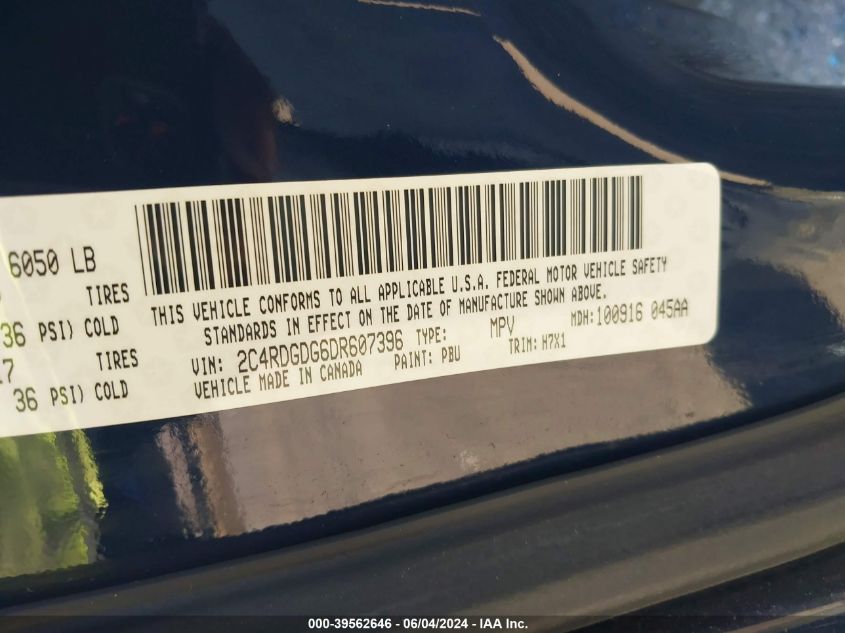 6050 LB
TIRES
36 PSI) COLD
TIRES
36 PSI) COLD
THIS VEHICLE CONFORMS TO ALL APPLICABLE U.S.A. FEDERAL MOTOR VEHICLE SAFETY
STANDARDS IN EFFECT ON THE DATE OF MANUFACTURE SHOWN ABOVE.
VIN: 2C4RDGDG6DR607396 TYPE: MPV MDH:100916 045AA
VEHICLE MADE IN CANADA PAINT: PBU TRIM: H7X1
000-39562646 - 06/04/2024 - IAA Inc.